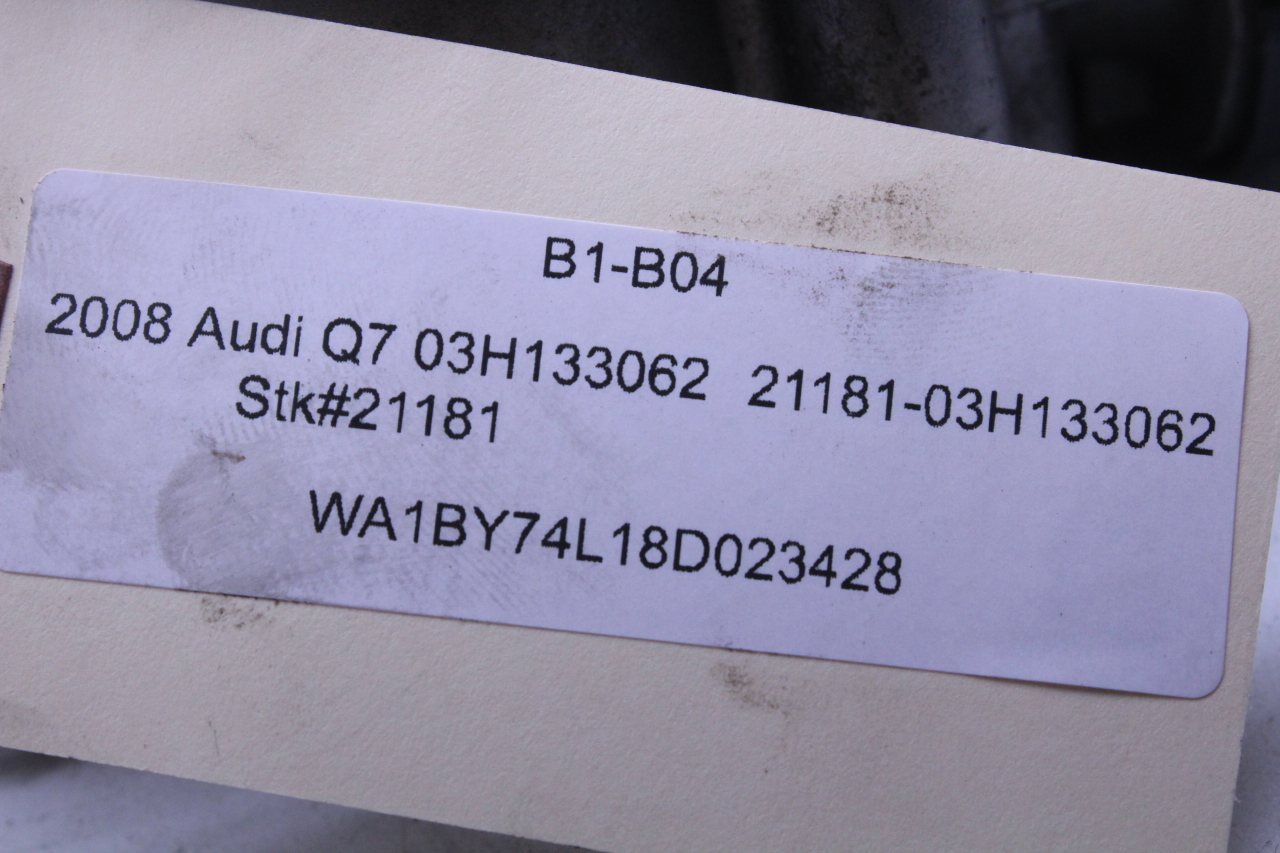 B1-B04
2008 Audi Q7 03H133062 21181-03H133062
Stk#21181
WA1BY74L18D023428